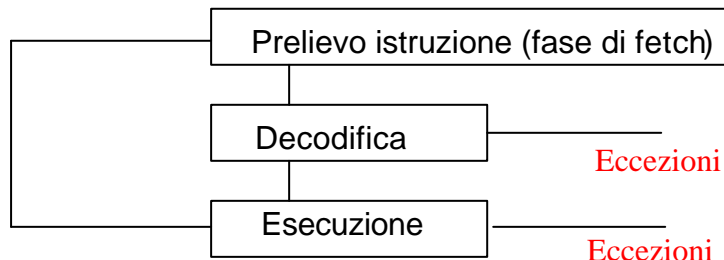 Prelievo istruzione (fase di fetch)
Decodifica
Eccezioni
Esecuzione
Eccezioni